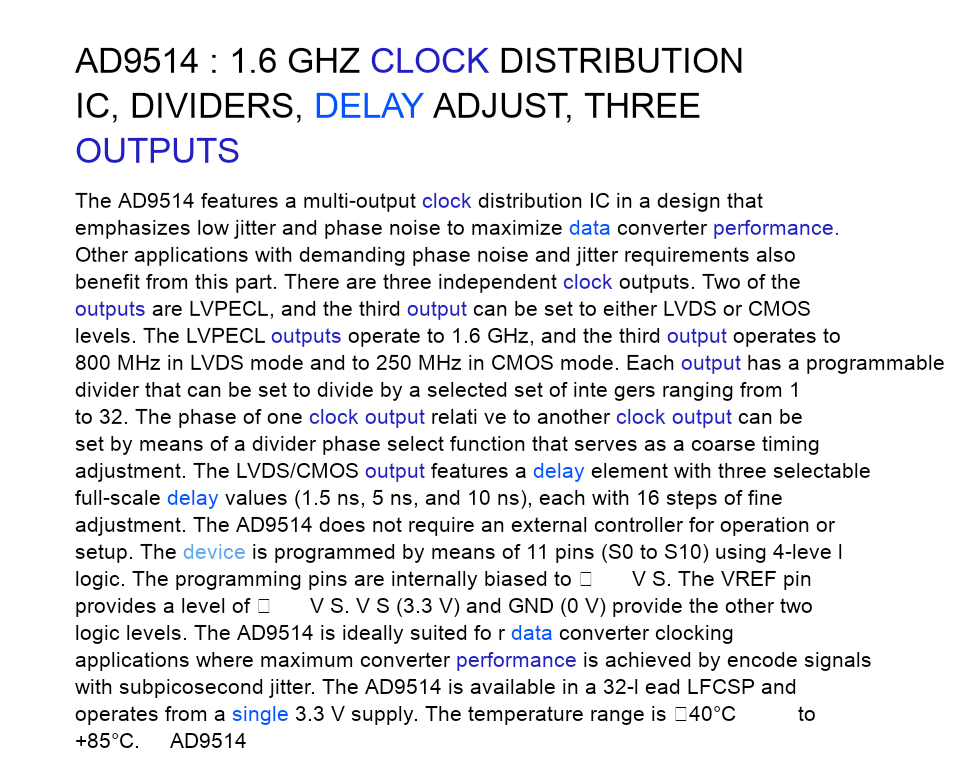 AD9514 : 1.6 GHZ CLOCK DISTRIBUTION
IC, DIVIDERS, DELAY ADJUST, THREE
OUTPUTS
The AD9514 features a multi-output clock distribution IC in a design that
emphasizes low jitter and phase noise to maximize data converter performance.
Other applications with demanding phase noise and jitter requirements also
benefit from this part. There are three independent clock outputs. Two of the
outputs are LVPECL, and the third output can be set to either LVDS or CMOS
levels. The LVPECL outputs operate to 1.6 GHz, and the third output operates to
800 MHz in LVDS mode and to 250 MHz in CMOS mode. Each output has a programmable
divider that can be set to divide by a selected set of inte gers ranging from 1
to 32. The phase of one clock output relati ve to another clock output can be
set by means of a divider phase select function that serves as a coarse timing
adjustment. The LVDS/CMOS output features a delay element with three selectable
full-scale delay values (1.5 ns, 5 ns, and 10 ns), each with 16 steps of fine
adjustment. The AD9514 does not require an external controller for operation or
setup. The device is programmed by means of 11 pins (S0 to S10) using 4-leve l
logic. The programming pins are internally biased to □ V S. The VREF pin
provides a level of □ V S. V S (3.3 V) and GND (0 V) provide the other two
logic levels. The AD9514 is ideally suited fo r data converter clocking
applications where maximum converter performance is achieved by encode signals
with subpicosecond jitter. The AD9514 is available in a 32-l ead LFCSP and
operates from a single 3.3 V supply. The temperature range is □40°C to
+85°C. AD9514